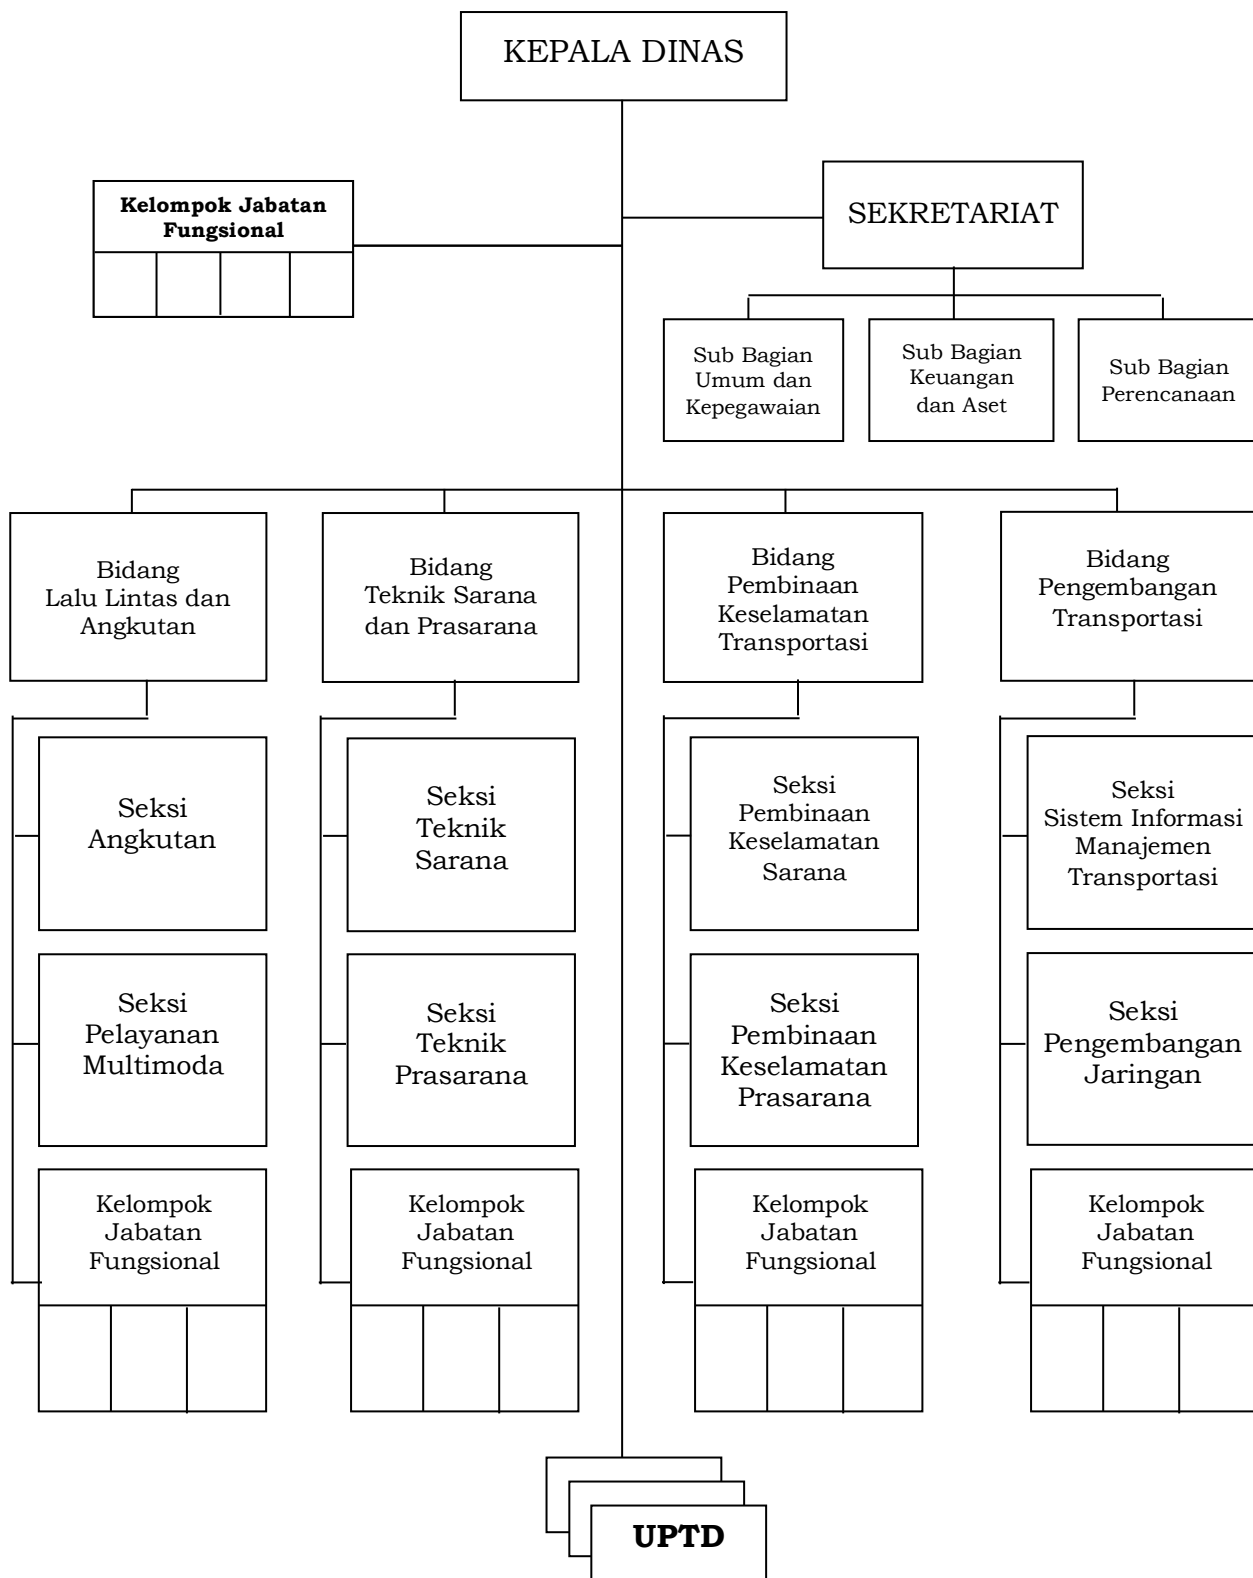 KEPALA DINAS
Kelompok Jabatan
Fungsional
SEKRETARIAT
Sub Bagian
Umum dan
Kepegawaian
Sub Bagian
Keuangan
dan Aset
Sub Bagian
Perencanaan
Bidang
Lalu Lintas dan
Angkutan
Bidang
Teknik Sarana
dan Prasarana
Bidang
Pembinaan
Keselamatan
Transportasi
Bidang
Pengembangan
Transportasi
Seksi
Angkutan
Seksi
Teknik
Sarana
Seksi
Pembinaan
Keselamatan
Sarana
Seksi
Sistem Informasi
Manajemen
Transportasi
Seksi
Pelayanan
Multimoda
Seksi
Teknik
Prasarana
Seksi
Pembinaan
Keselamatan
Prasarana
Seksi
Pengembangan
Jaringan
Kelompok
Jabatan
Fungsional
Kelompok
Jabatan
Fungsional
Kelompok
Jabatan
Fungsional
Kelompok
Jabatan
Fungsional
UPTD